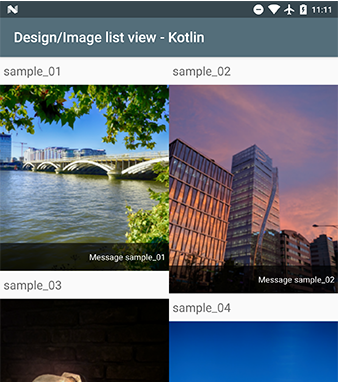 11:11
Design/Image list view - Kotlin
sample_01
sample_02
Message sample_01
Message sample_02
sample_03
sample_04